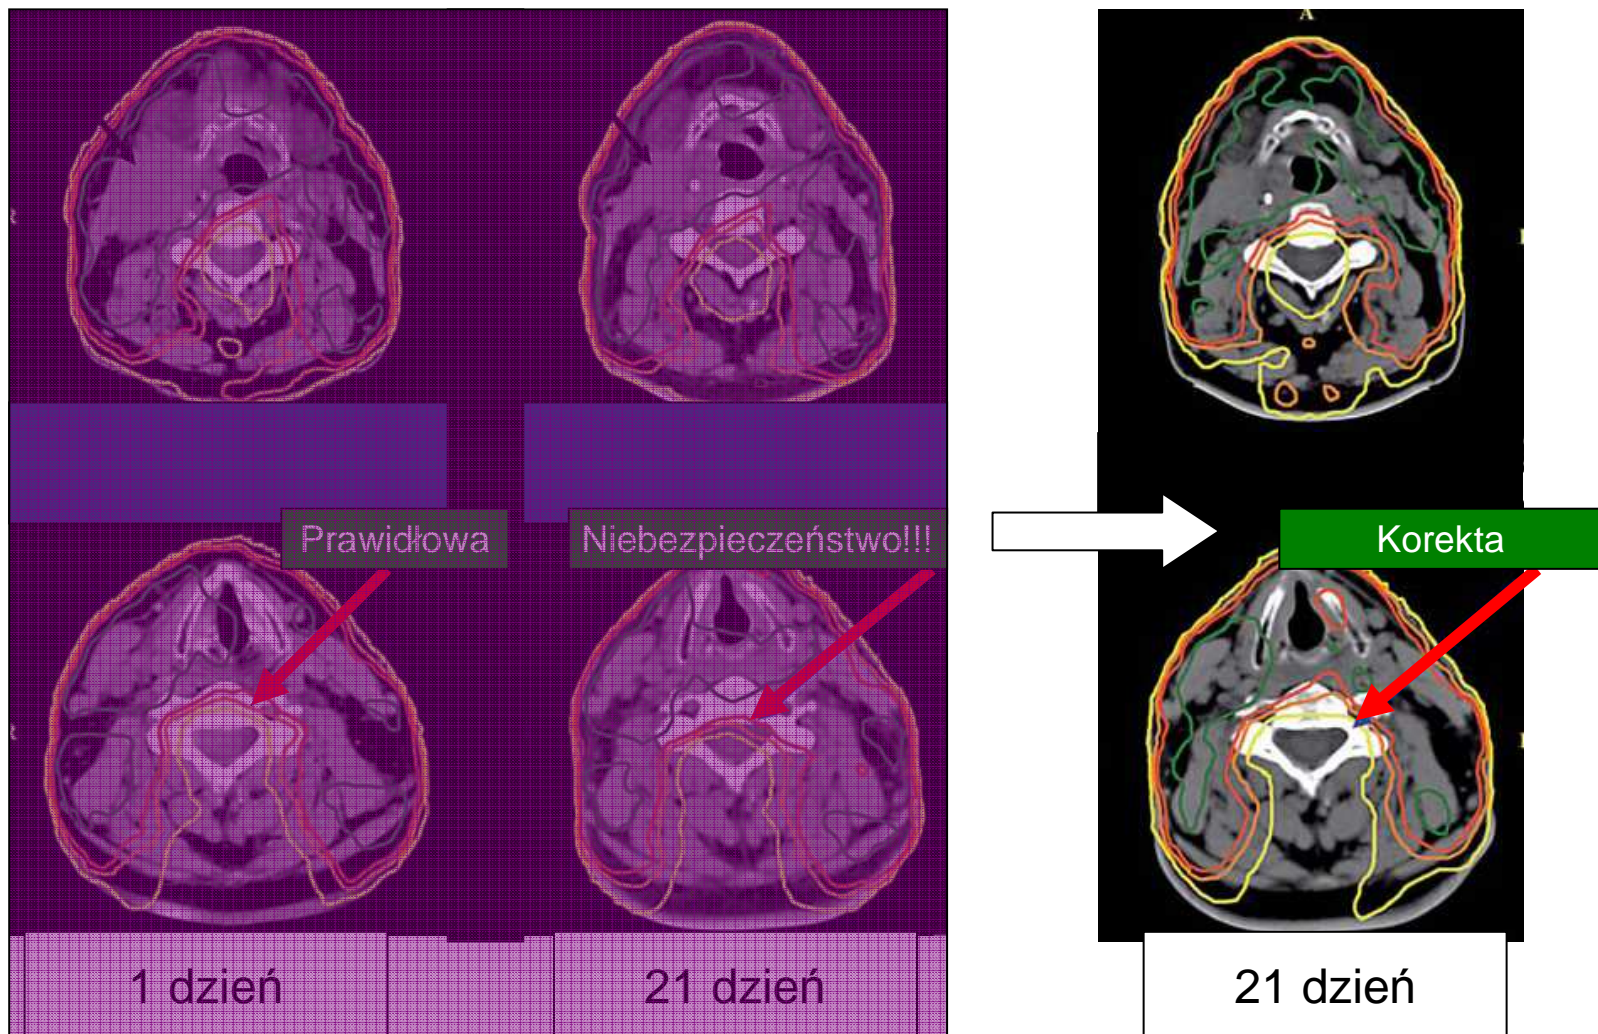 A
Prawidłowa
Niebezpieczeństwo!!!
Korekta
1 dzień
21 dzień
21 dzień